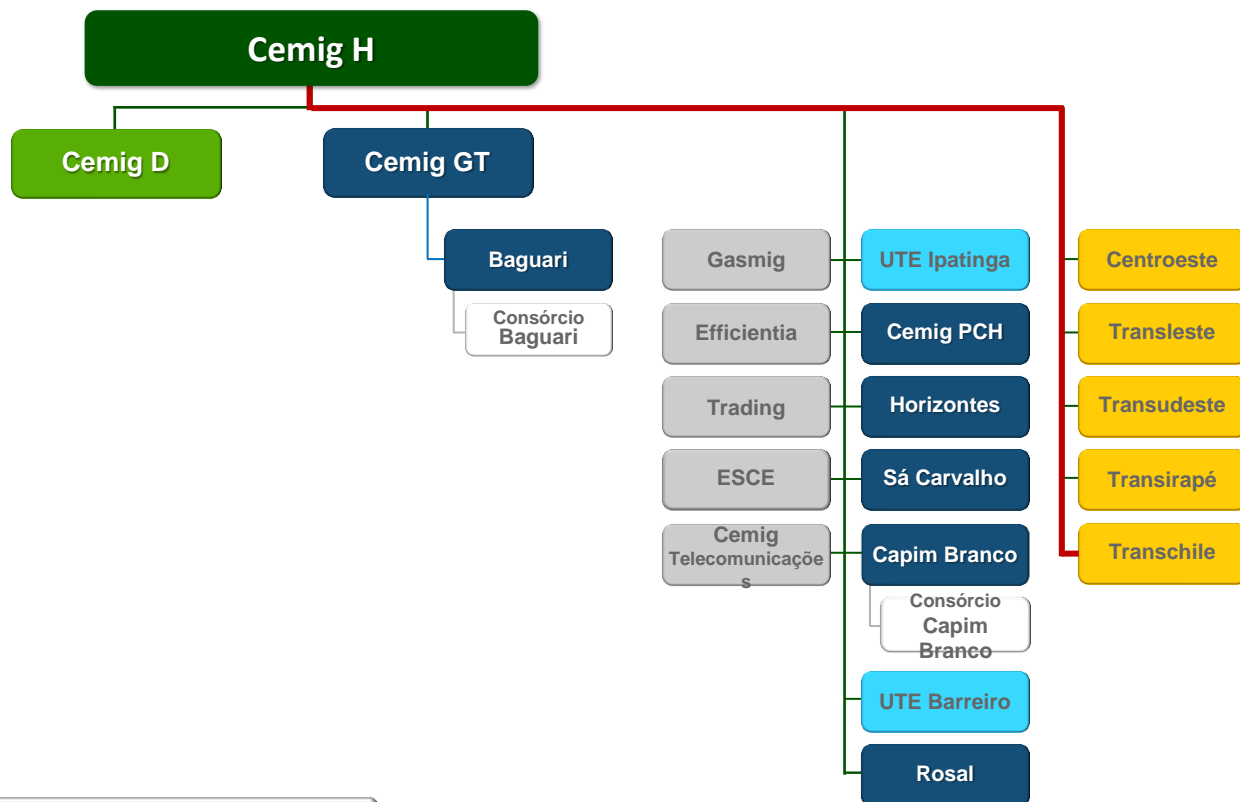 Cemig H
Cemig D
Cemig GT
Baguari
Consórcio
Baguari
Gasmig
UTE Ipatinga
Centroeste
Efficientia
Cemig PCH
Transleste
Trading
Horizontes
Transudeste
ESCE
Sá Carvalho
Transirapé
Cemig
Telecomunicaçõe
s
Capim Branco
Transchile
Consórcio
Capim
Branco
UTE Barreiro
Rosal